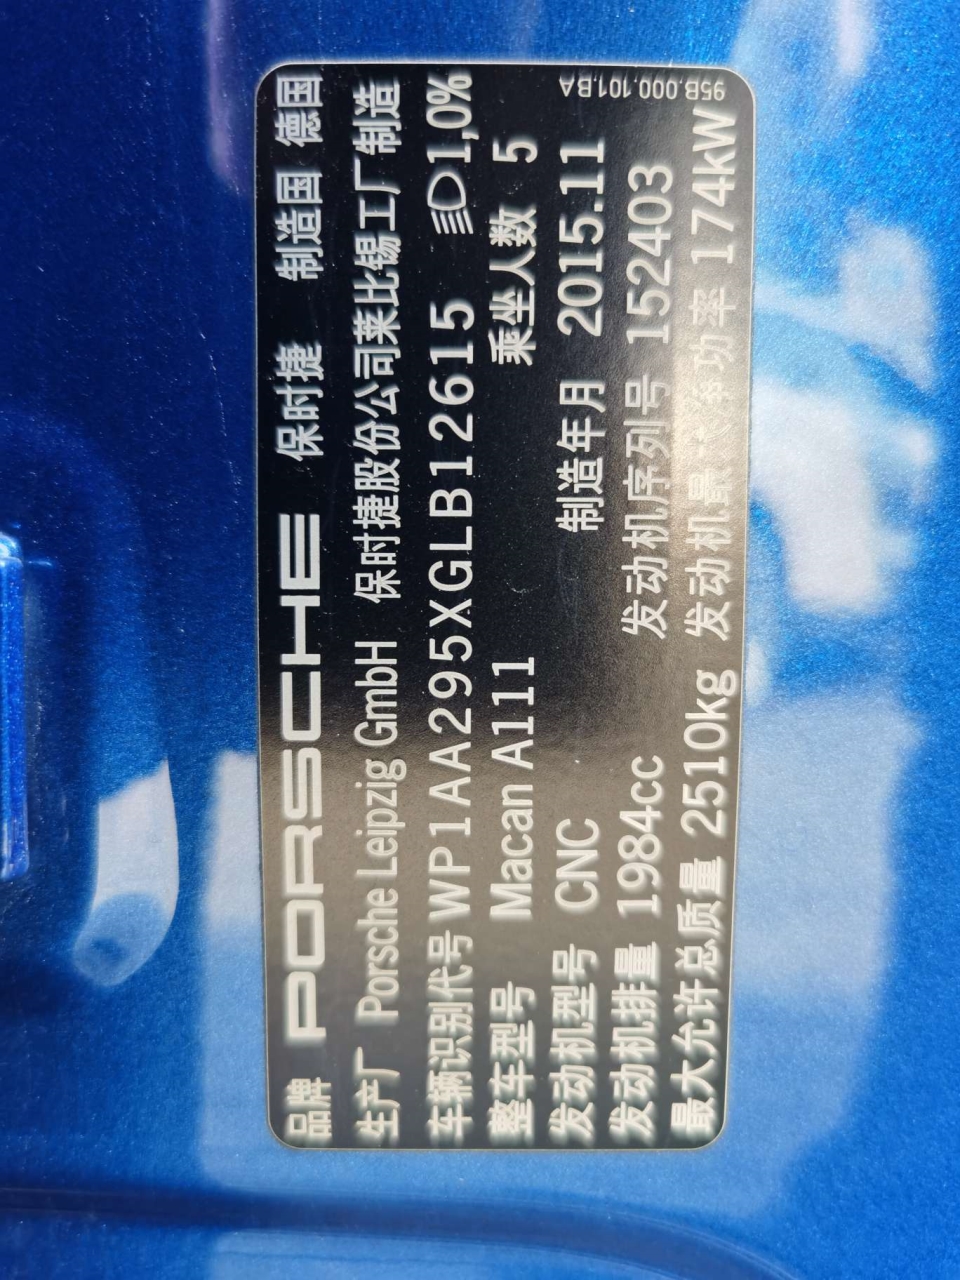 品牌 PORSCHE 保时捷 制造国 德国
生产厂 Porsche Leipzig GmbH 保时捷股份公司莱比锡工厂制造
车辆识别代号 WP1AA295XGLB12615 1,0%
整车型号 Macan A111 乘坐人数 5
发动机型号 CNC 制造年月 2015.11
发动机排量 1984cc 发动机序列号 152403
最大允许总质量 2510kg 发动机最大净功率 174kW
95B.000.101.BA